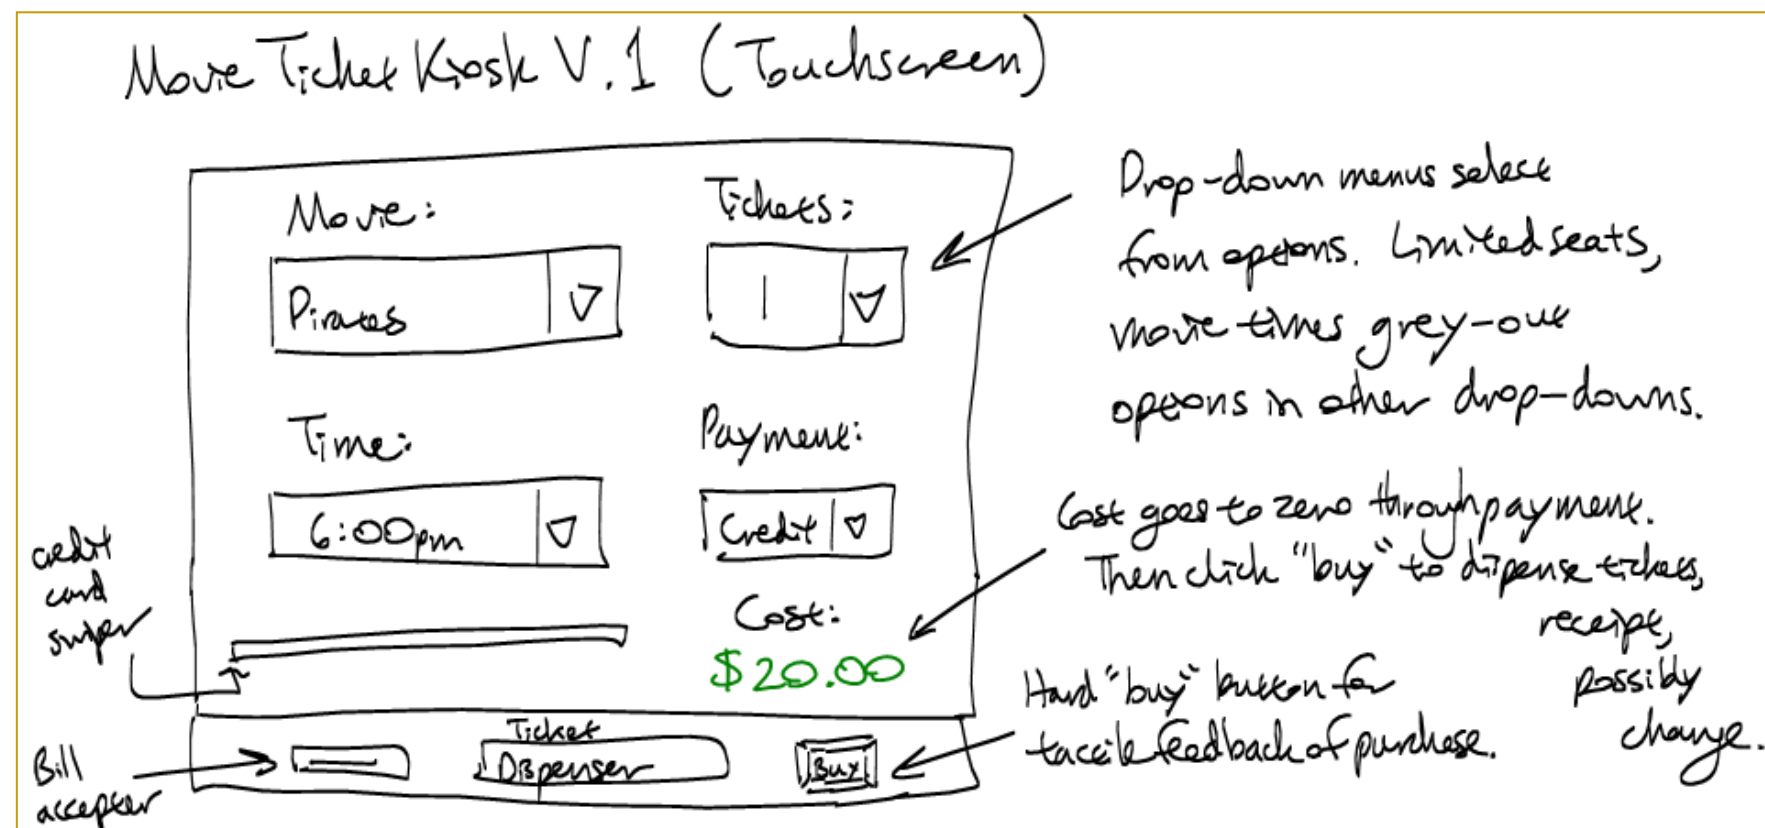 Movie Ticket Kiosk V.1 (Touchscreen)
Movie:
Pirates
Tickets:
1
Time:
6:00pm
Payment:
Credit
Cost:
$20.00
Ticket
Dispenser
Buy
credit
card
swiper
Bill
accepter
Drop-down menus select
from options. Limited seats,
movie times grey-out
options in other drop-downs.
Cost goes to zero through payment.
Then click "buy" to dipense tickets,
receipt,
possibly
change.
Hard "buy" button for
tactile feedback of purchase.